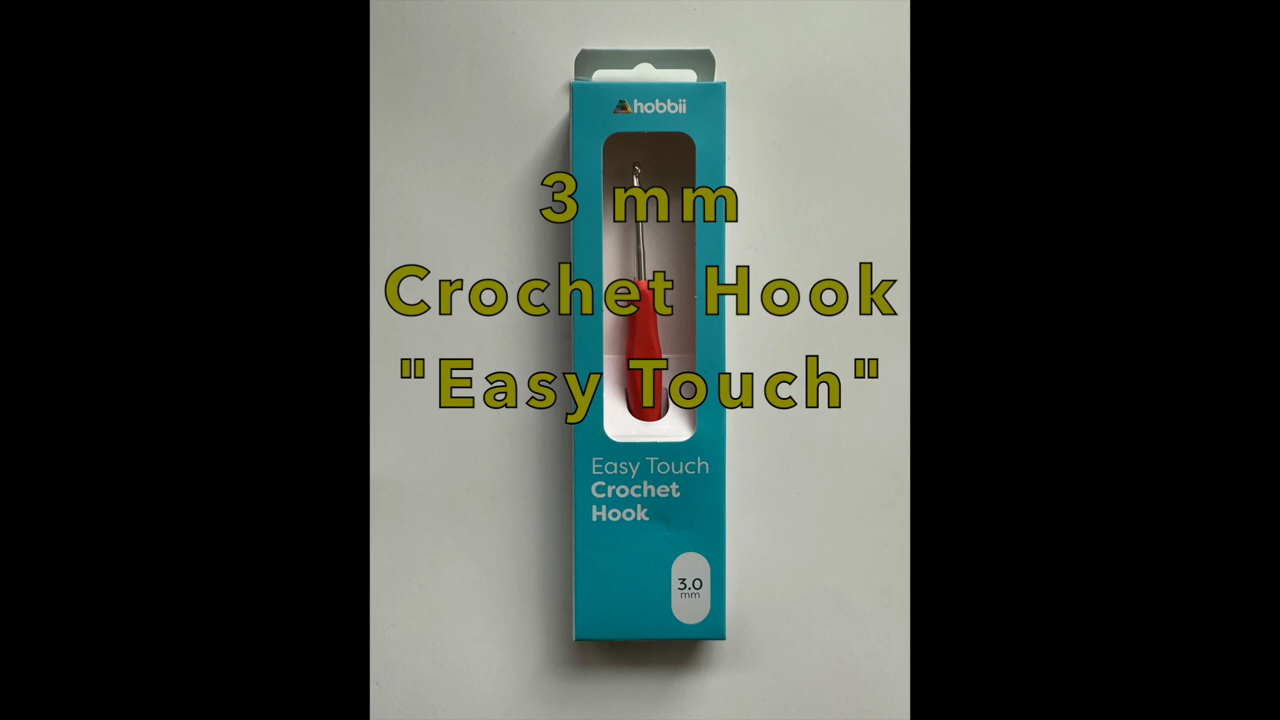 hobbii
3 mm
Crochet Hook
"Easy Touch"
Easy Touch
Crochet
Hook
3.0
mm